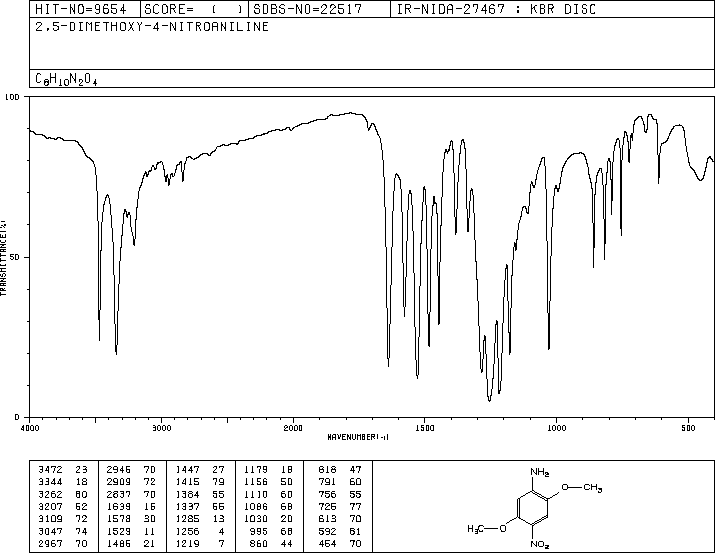 HIT-NO=9654 SCORE= ( ) SDBS-NO=22517 IR-NIDA-27467 : KBR DISC
2,5-DIMETHOXY-4-NITROANILINE
C8H10N2O4
100
50
0
TRANSMITTANCE(%)
4000 3000 2000 1500 1000 500
WAVENUMBER(-1)
3472 23 2946 70 1447 27 1179 18 818 47
3344 18 2909 72 1415 79 1156 50 791 60
3262 60 2837 70 1384 55 1110 60 756 55
3207 52 1639 15 1337 55 1086 68 725 77
3109 72 1578 30 1285 13 1030 20 613 70
3047 74 1529 11 1256 4 995 68 592 81
2967 70 1486 21 1219 7 860 44 454 70
NH2
O CH3
H3C O
NO2